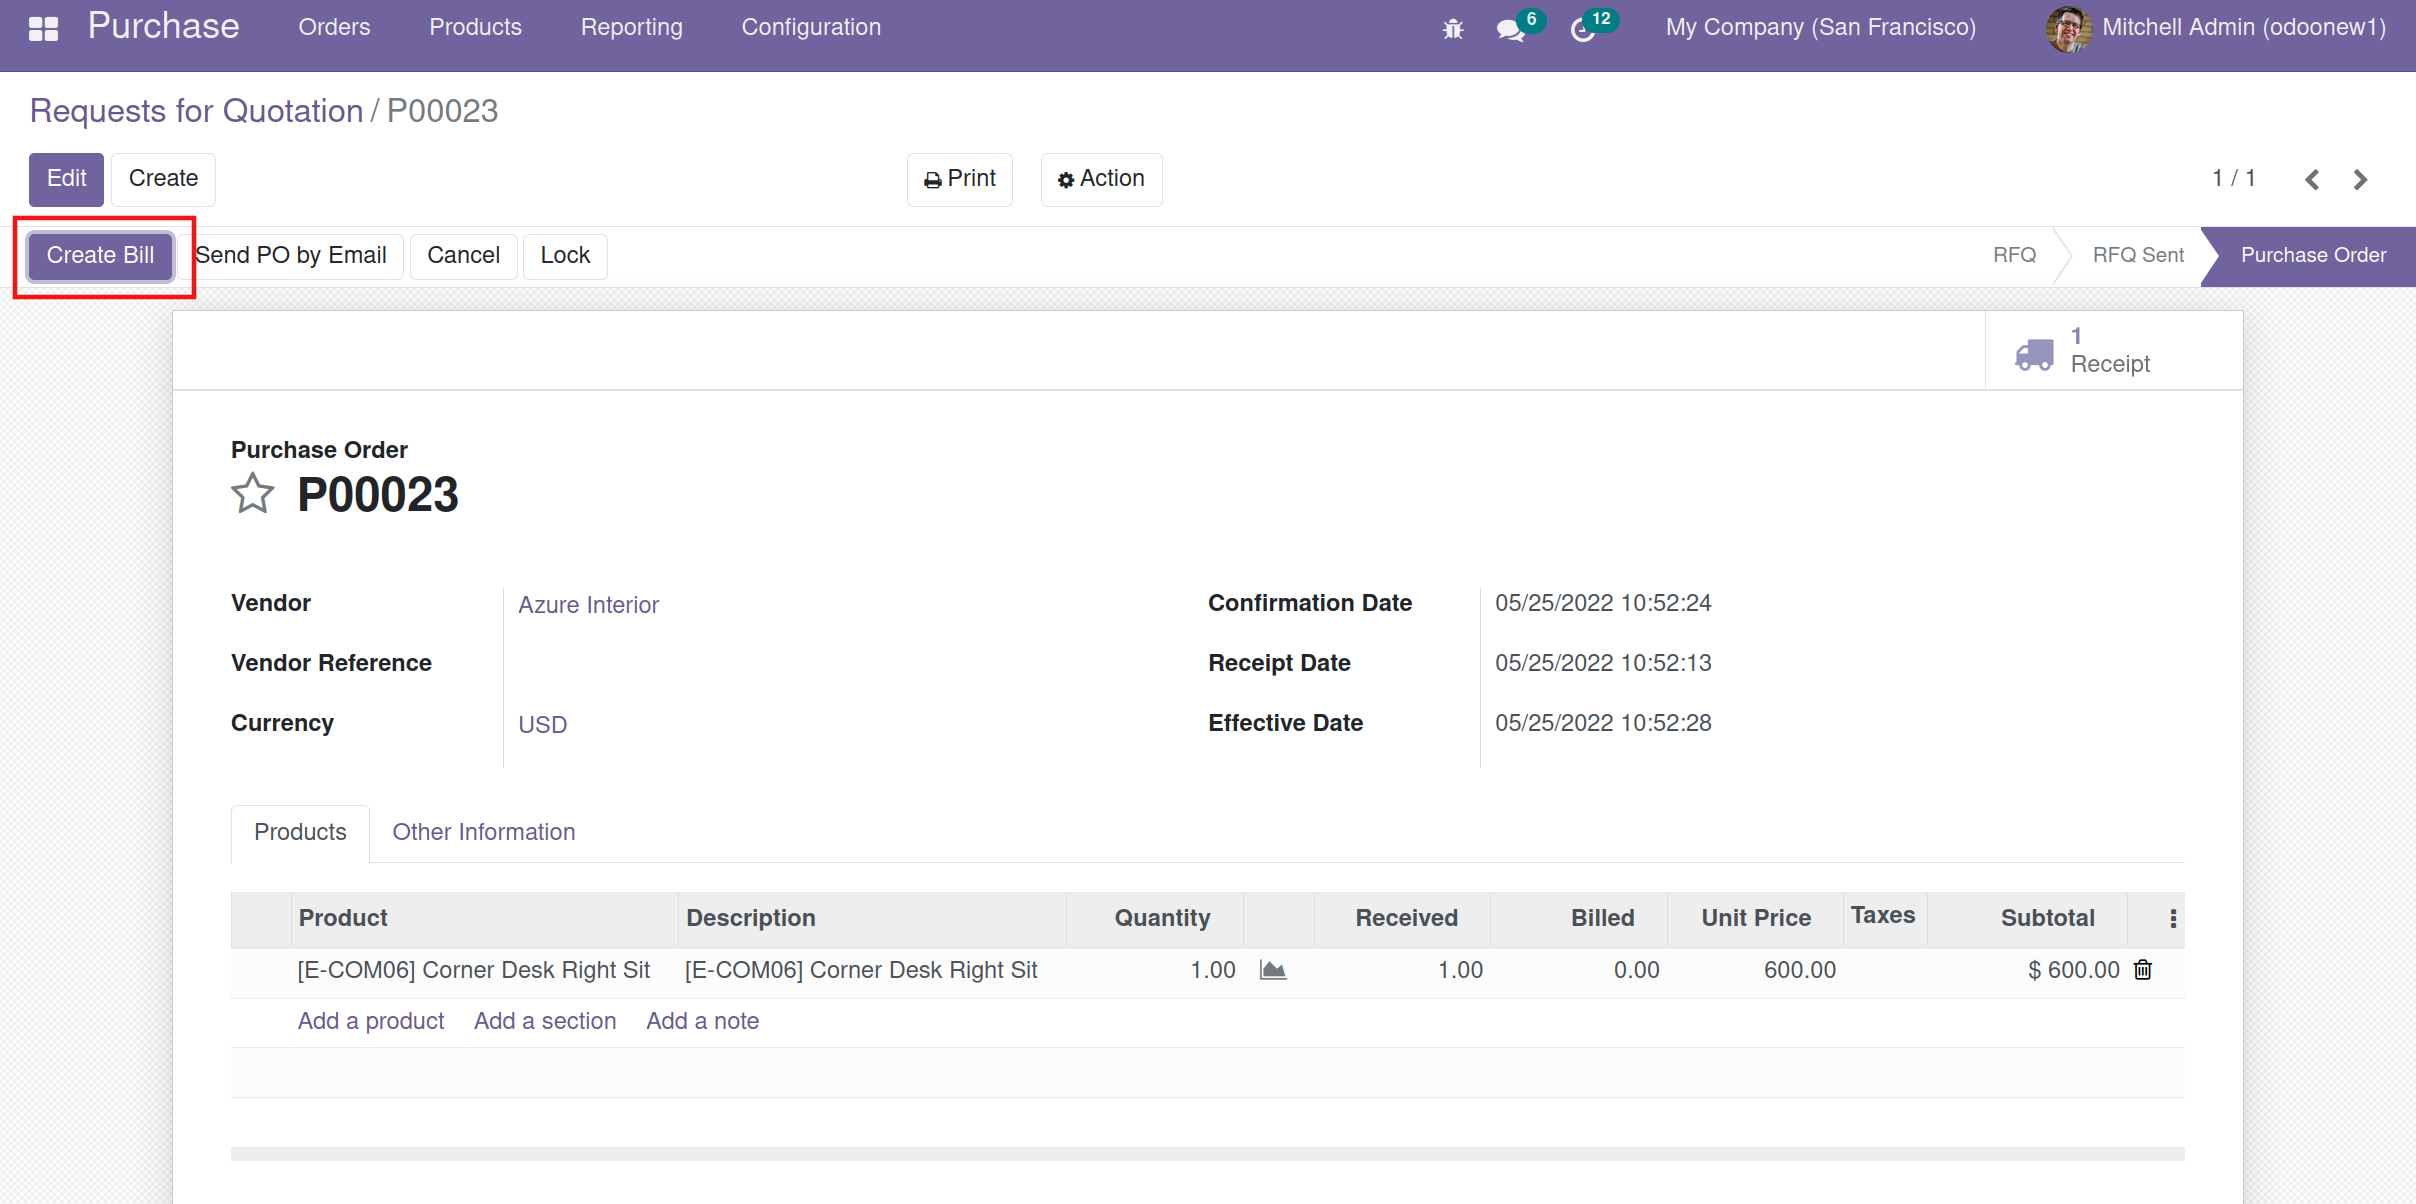 Purchase Orders Products Reporting Configuration 6 12 My Company (San Francisco) Mitchell Admin (odoonew1)
Requests for Quotation / P00023
Edit Create Print Action 1 / 1
Create Bill Send PO by Email Cancel Lock RFQ RFQ Sent Purchase Order
1
Receipt
Purchase Order
P00023
Vendor Azure Interior Confirmation Date 05/25/2022 10:52:24
Vendor Reference Receipt Date 05/25/2022 10:52:13
Currency USD Effective Date 05/25/2022 10:52:28
Products Other Information
Product Description Quantity Received Billed Unit Price Taxes Subtotal
[E-COM06] Corner Desk Right Sit [E-COM06] Corner Desk Right Sit 1.00 1.00 0.00 600.00 $ 600.00
Add a product Add a section Add a note